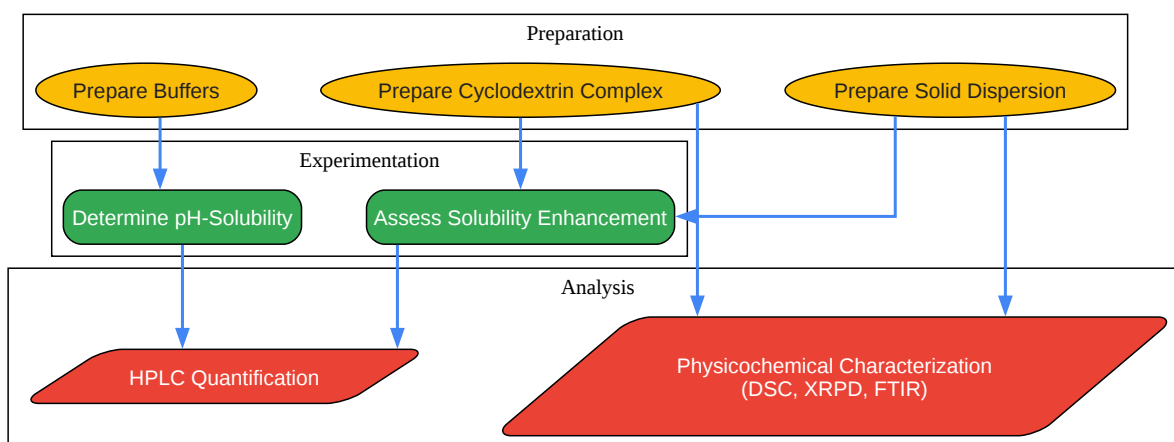 Preparation
Prepare Buffers
Prepare Cyclodextrin Complex
Prepare Solid Dispersion
Experimentation
Determine pH-Solubility
Assess Solubility Enhancement
Analysis
HPLC Quantification
Physicochemical Characterization
(DSC, XRPD, FTIR)